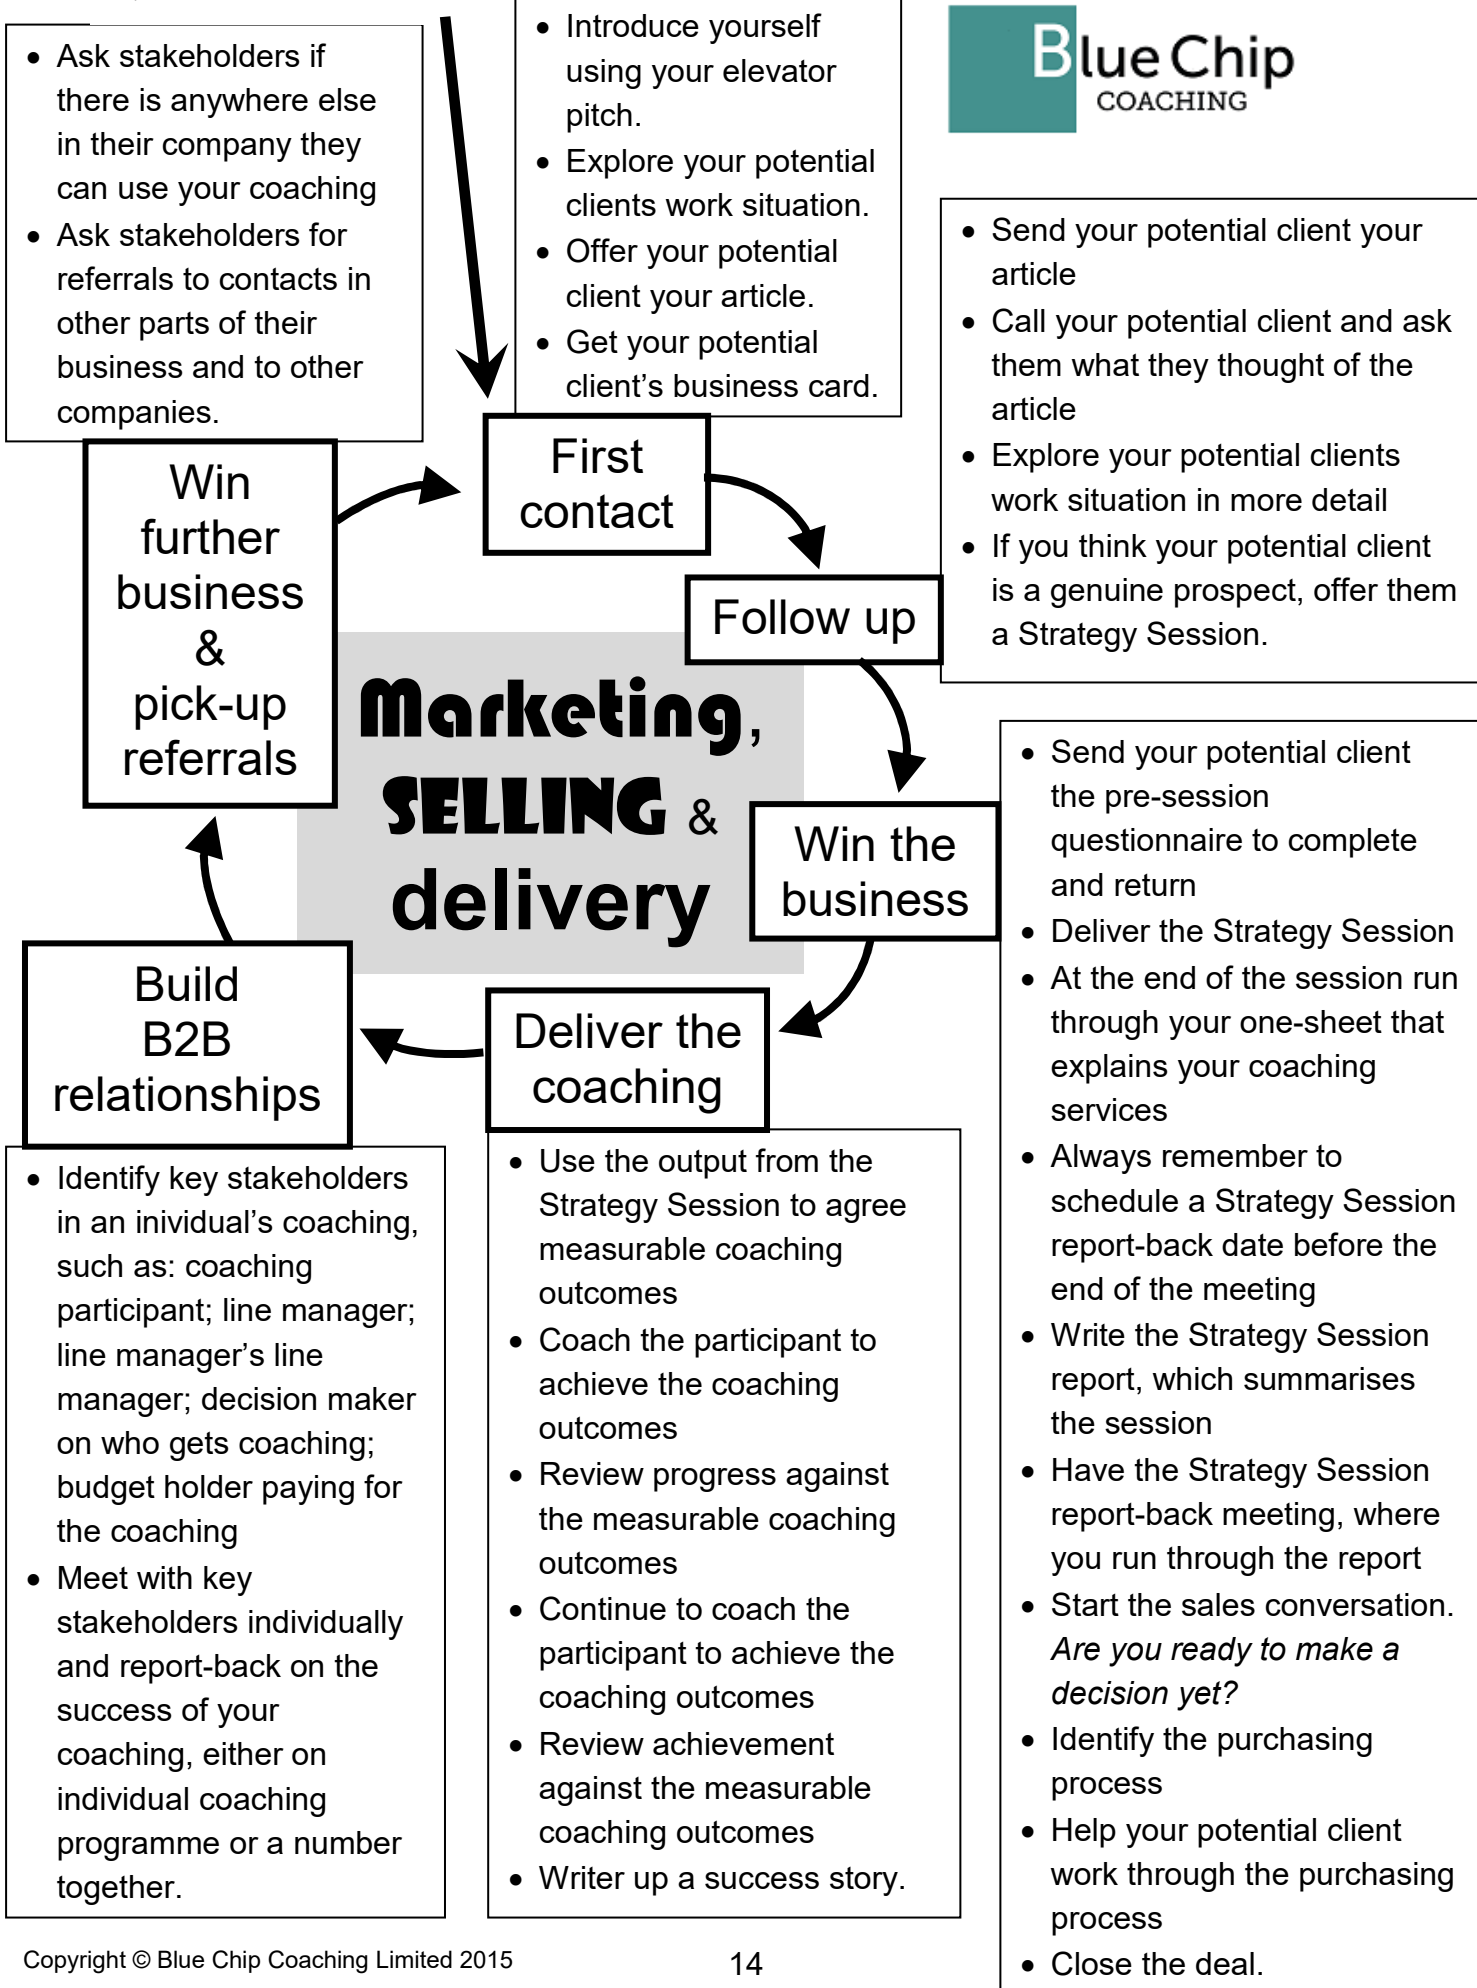 • Ask stakeholders if
there is anywhere else
in their company they
can use your coaching
• Ask stakeholders for
referrals to contacts in
other parts of their
business and to other
companies.
• Introduce yourself
using your elevator
pitch.
• Explore your potential
clients work situation.
• Offer your potential
client your article.
• Get your potential
client’s business card.
Blue Chip
COACHING
• Send your potential client your
article
• Call your potential client and ask
them what they thought of the
article
• Explore your potential clients
work situation in more detail
• If you think your potential client
is a genuine prospect, offer them
a Strategy Session.
First
contact
Follow up
Win the
business
Deliver the
coaching
Build
B2B
relationships
Win
further
business
&
pick-up
referrals
Marketing,
SELLING &
delivery
• Send your potential client
the pre-session
questionnaire to complete
and return
• Deliver the Strategy Session
• At the end of the session run
through your one-sheet that
explains your coaching
services
• Always remember to
schedule a Strategy Session
report-back date before the
end of the meeting
• Write the Strategy Session
report, which summarises
the session
• Have the Strategy Session
report-back meeting, where
you run through the report
• Start the sales conversation.
Are you ready to make a
decision yet?
• Identify the purchasing
process
• Help your potential client
work through the purchasing
process
• Close the deal.
• Use the output from the
Strategy Session to agree
measurable coaching
outcomes
• Coach the participant to
achieve the coaching
outcomes
• Review progress against
the measurable coaching
outcomes
• Continue to coach the
participant to achieve the
coaching outcomes
• Review achievement
against the measurable
coaching outcomes
• Writer up a success story.
• Identify key stakeholders
in an inividual’s coaching,
such as: coaching
participant; line manager;
line manager’s line
manager; decision maker
on who gets coaching;
budget holder paying for
the coaching
• Meet with key
stakeholders individually
and report-back on the
success of your
coaching, either on
individual coaching
programme or a number
together.
Copyright © Blue Chip Coaching Limited 2015
14